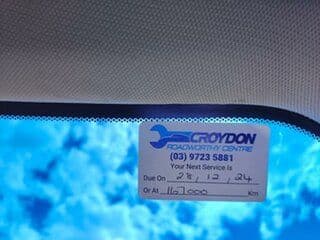 CROYDON
ROADWORTHY CENTRE
(03) 9723 5881
Your Next Service is
Due On 28, 12, 24
Or At 167000 Km